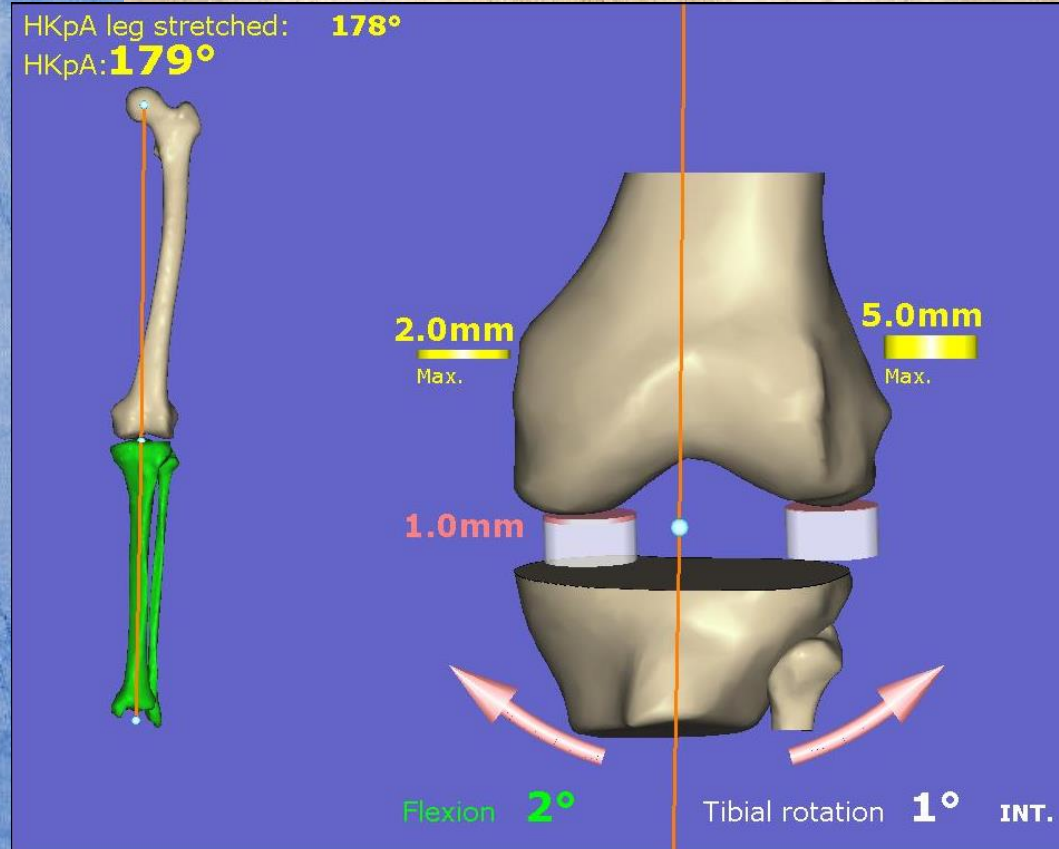 HKpA leg stretched: 178°
HKpA: 179°
2.0mm
Max.
5.0mm
Max.
1.0mm
Flexion 2°
Tibial rotation 1° INT.